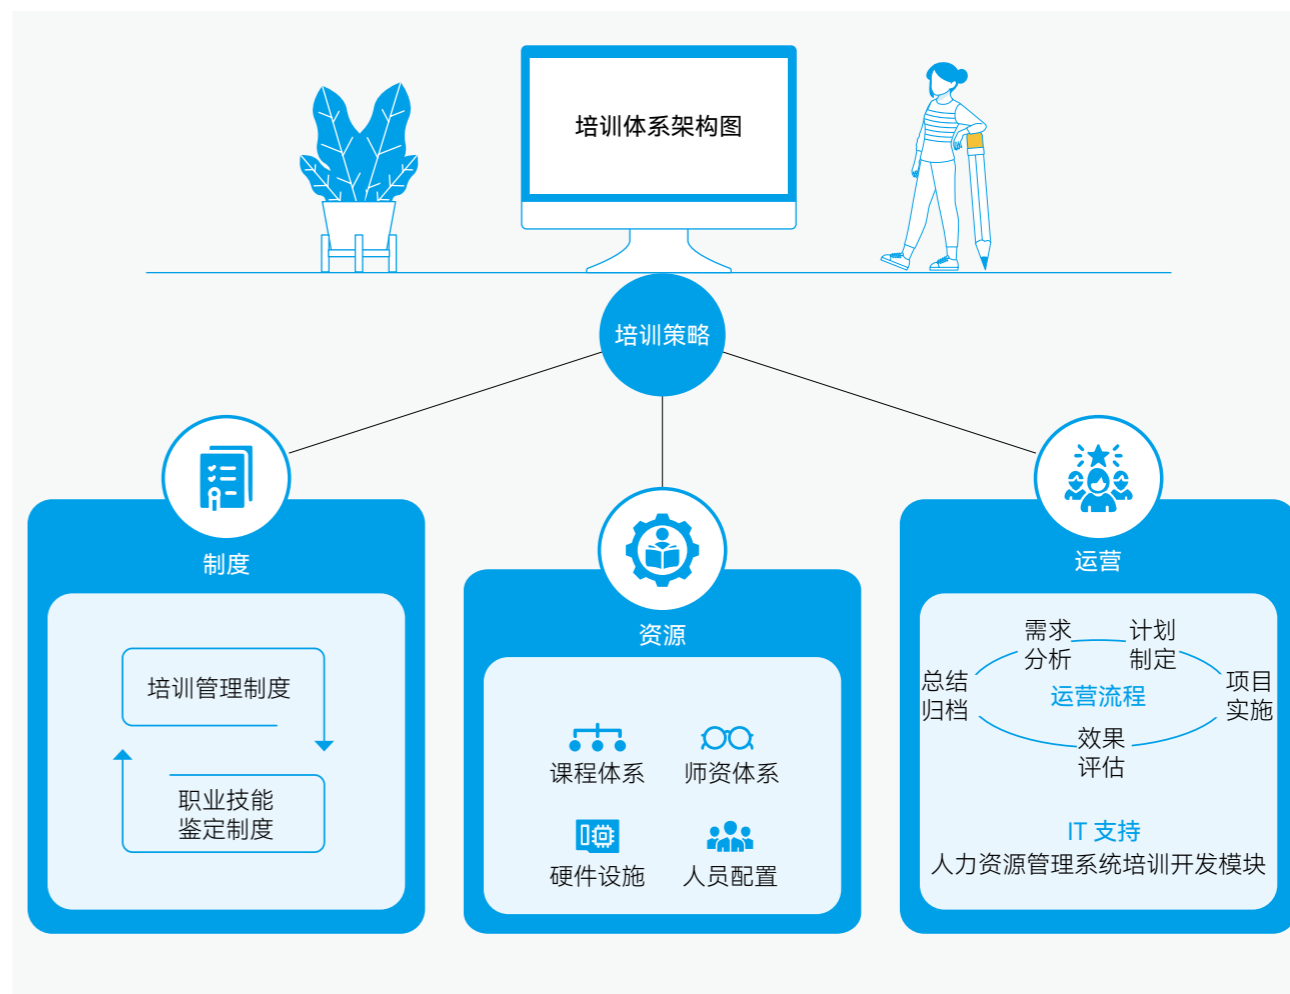 培训体系架构图
培训策略
制度
培训管理制度
职业技能
鉴定制度
资源
课程体系
师资体系
硬件设施
人员配置
运营
需求
分析
计划
制定
总结
归档
运营流程
项目
实施
效果
评估
IT 支持
人力资源管理系统培训开发模块